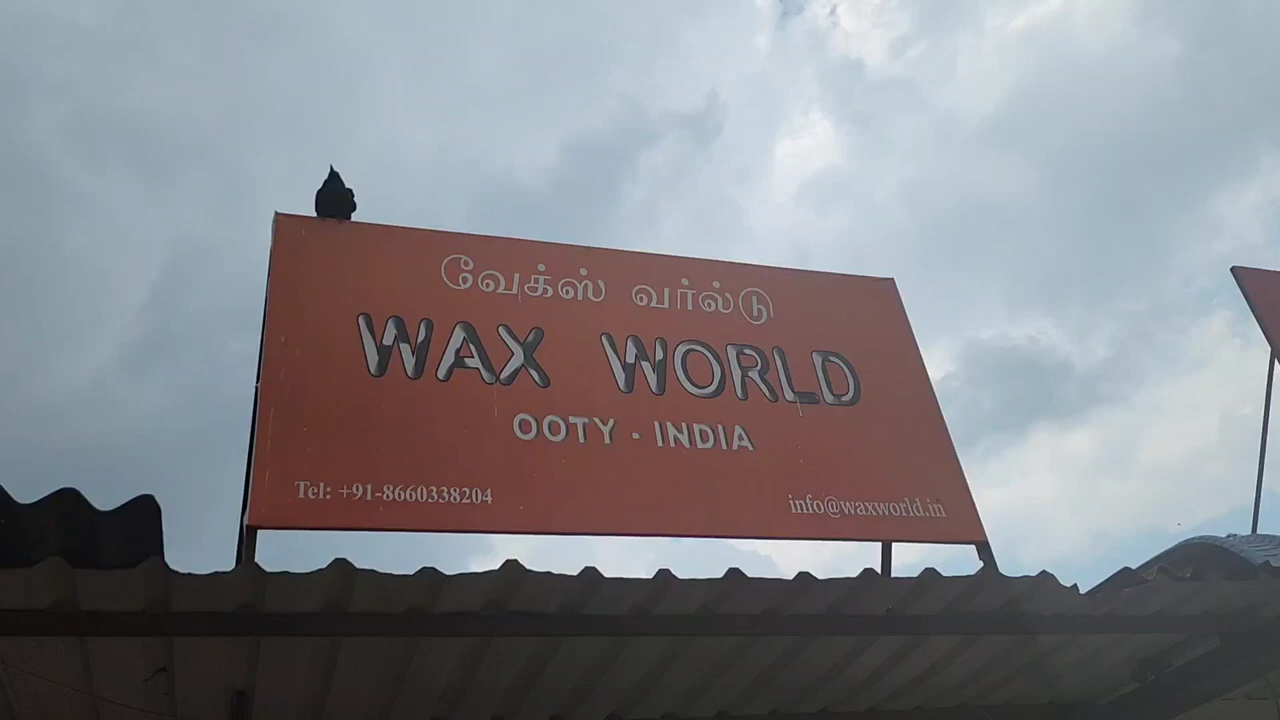 வேக்ஸ் வர்ல்டு
WAX WORLD
OOTY - INDIA
Tel: +91-8660338204
info@waxworld.in